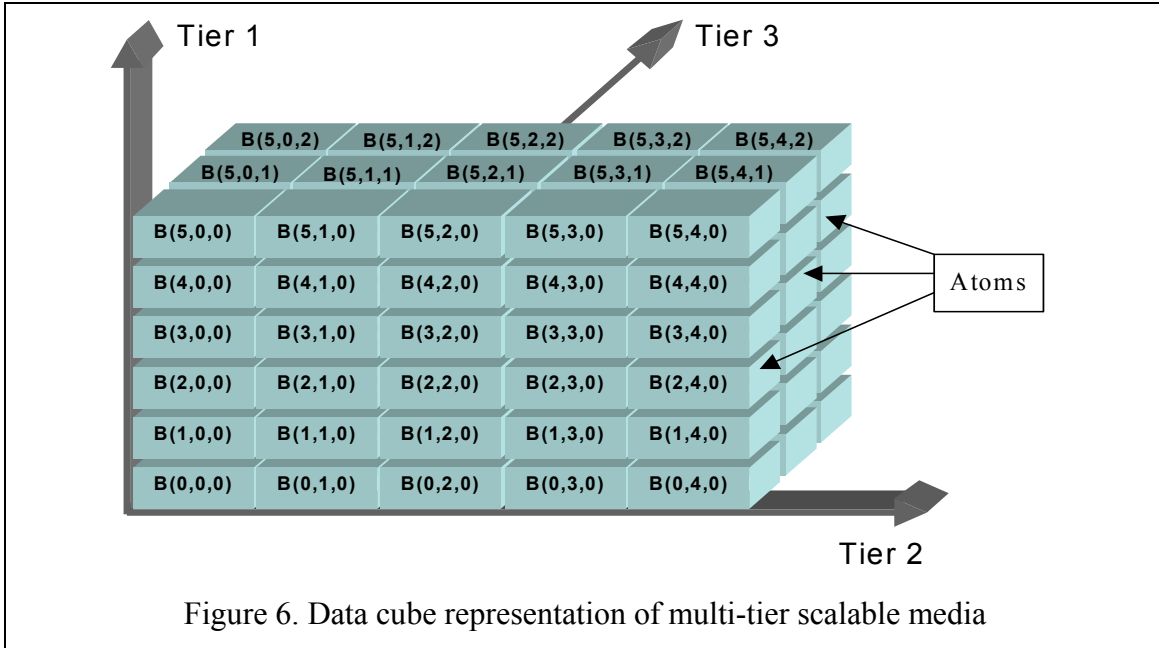 Tier 1
Tier 3
B(5,0,2) B(5,1,2) B(5,2,2) B(5,3,2) B(5,4,2)
B(5,0,1) B(5,1,1) B(5,2,1) B(5,3,1) B(5,4,1)
B(5,0,0) B(5,1,0) B(5,2,0) B(5,3,0) B(5,4,0)
B(4,0,0) B(4,1,0) B(4,2,0) B(4,3,0) B(4,4,0)
Atoms
B(3,0,0) B(3,1,0) B(3,2,0) B(3,3,0) B(3,4,0)
B(2,0,0) B(2,1,0) B(2,2,0) B(2,3,0) B(2,4,0)
B(1,0,0) B(1,1,0) B(1,2,0) B(1,3,0) B(1,4,0)
B(0,0,0) B(0,1,0) B(0,2,0) B(0,3,0) B(0,4,0)
Tier 2
Figure 6. Data cube representation of multi-tier scalable media